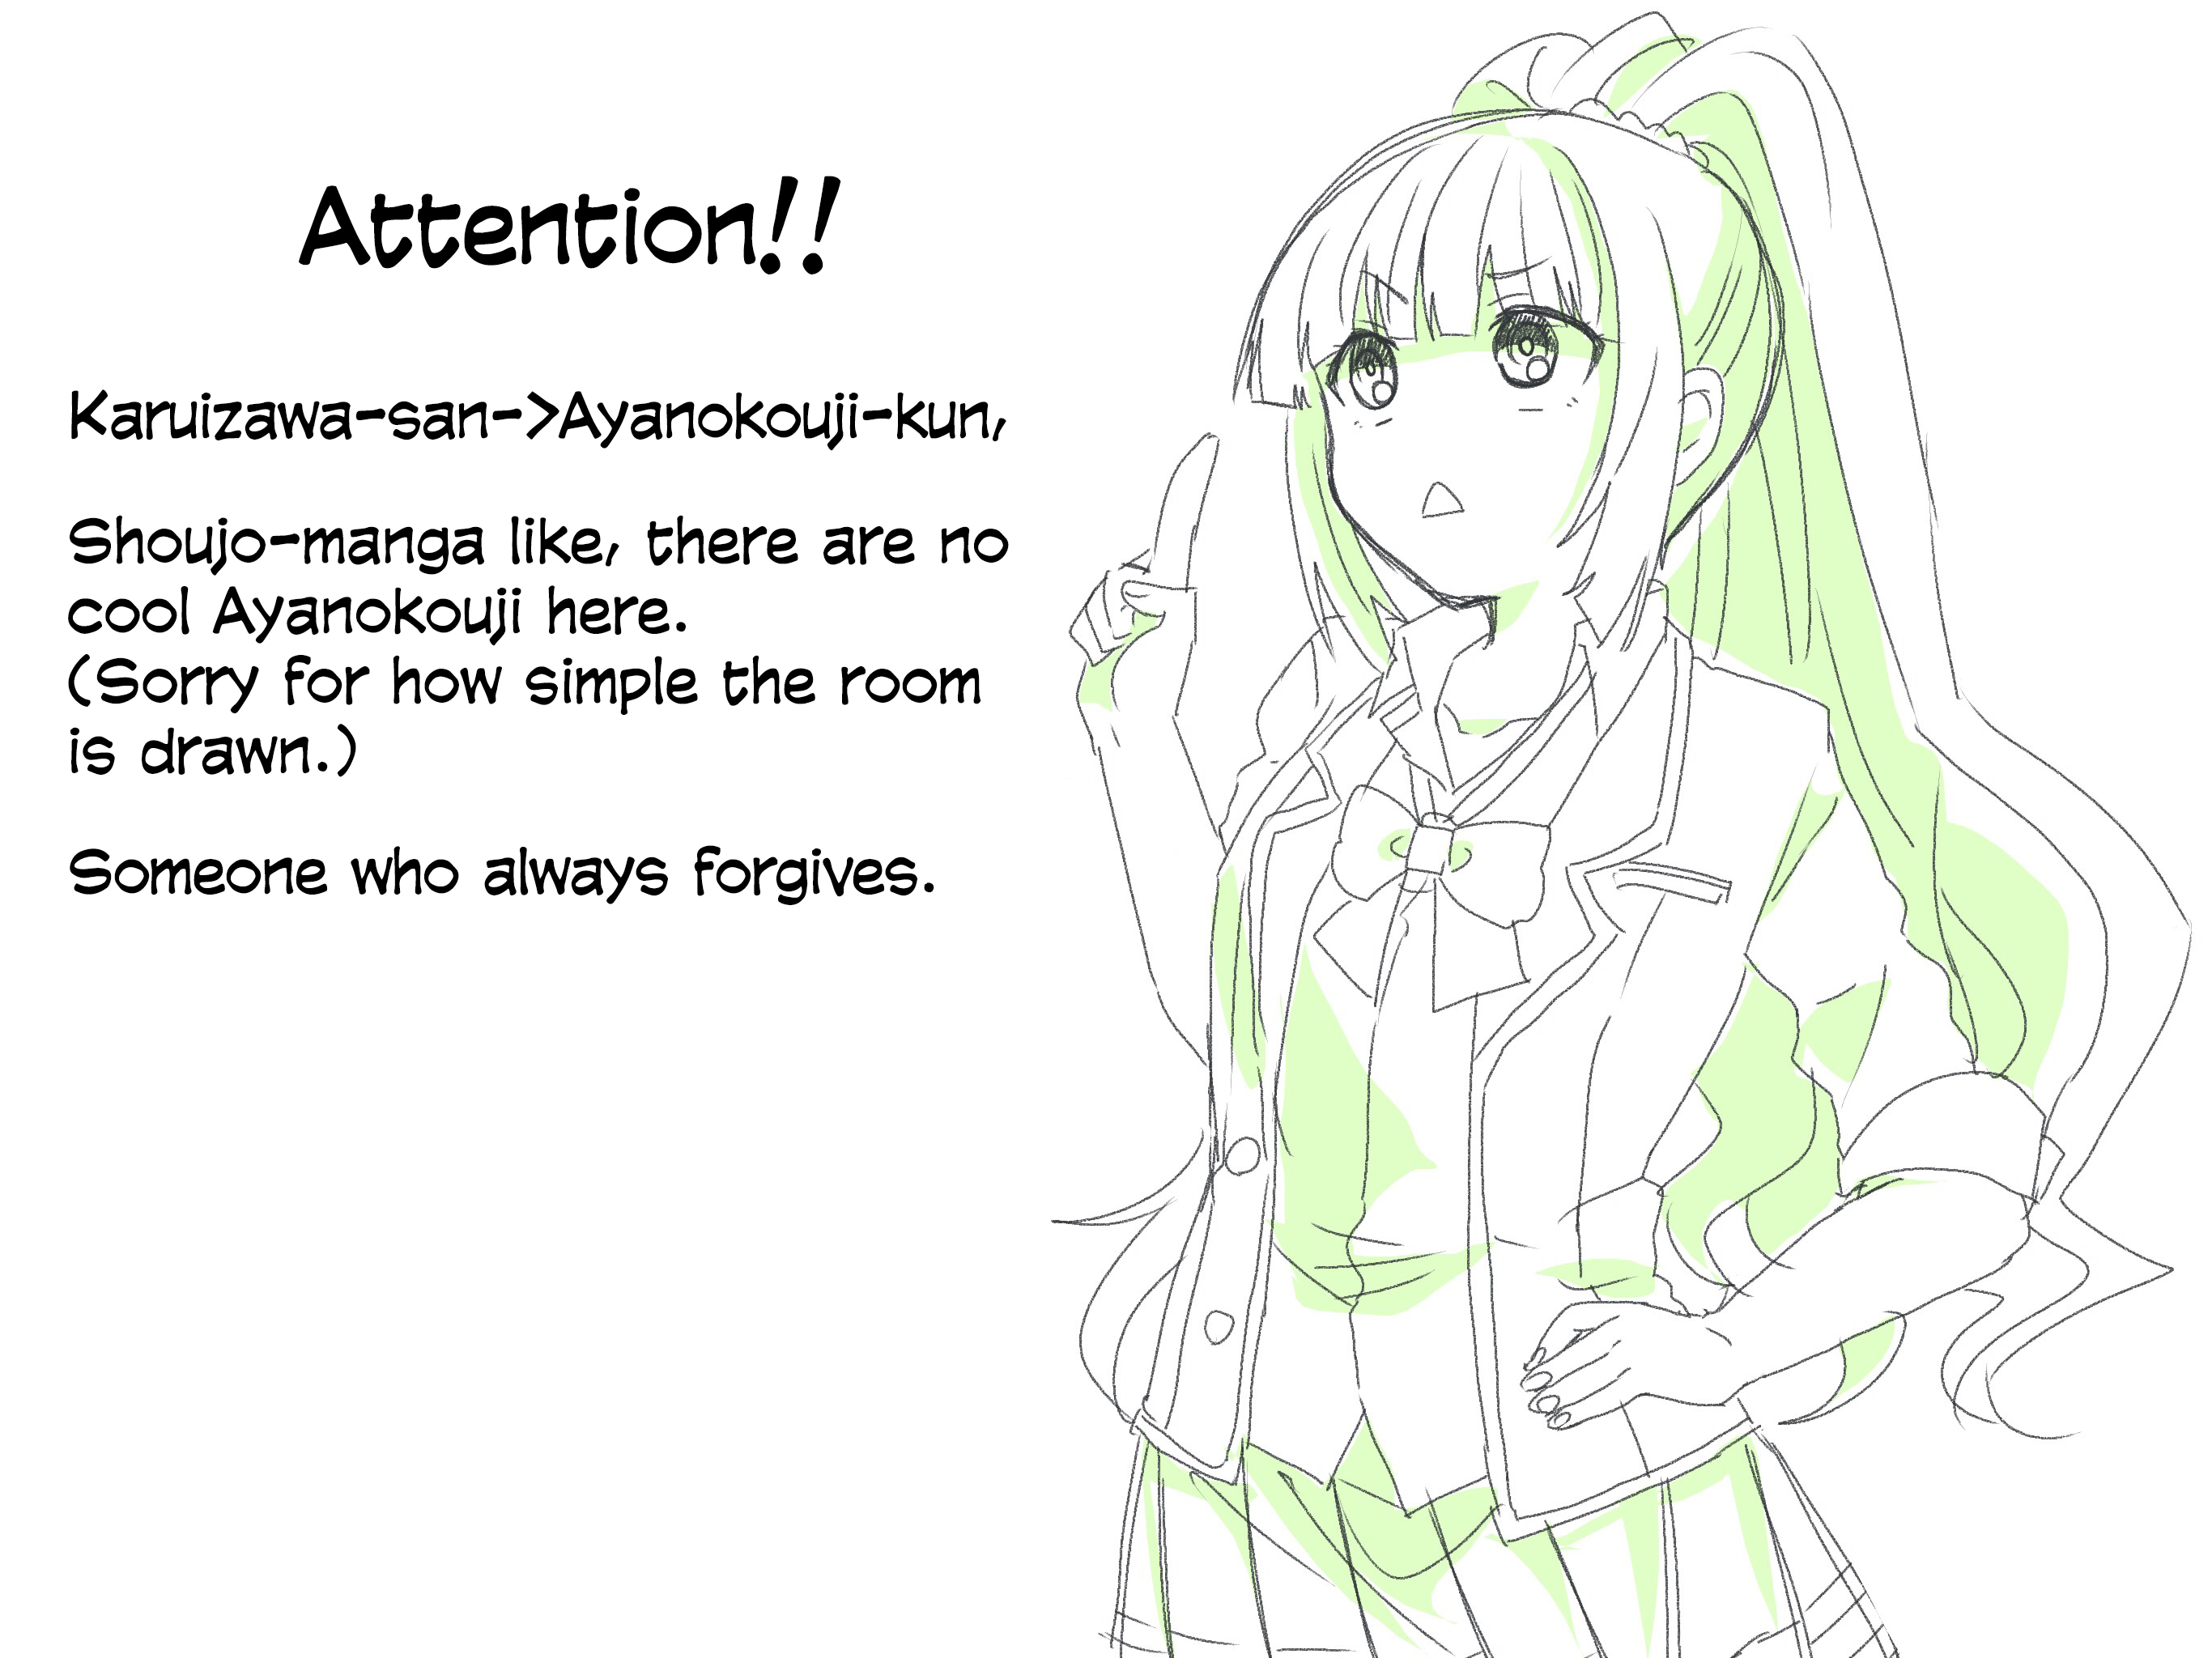 Attention!!
Karuizawa-san->Ayanokouji-kun,
Shoujo-manga like, there are no
cool Ayanokouji here.
(Sorry for how simple the room
is drawn.)
Someone who always forgives.